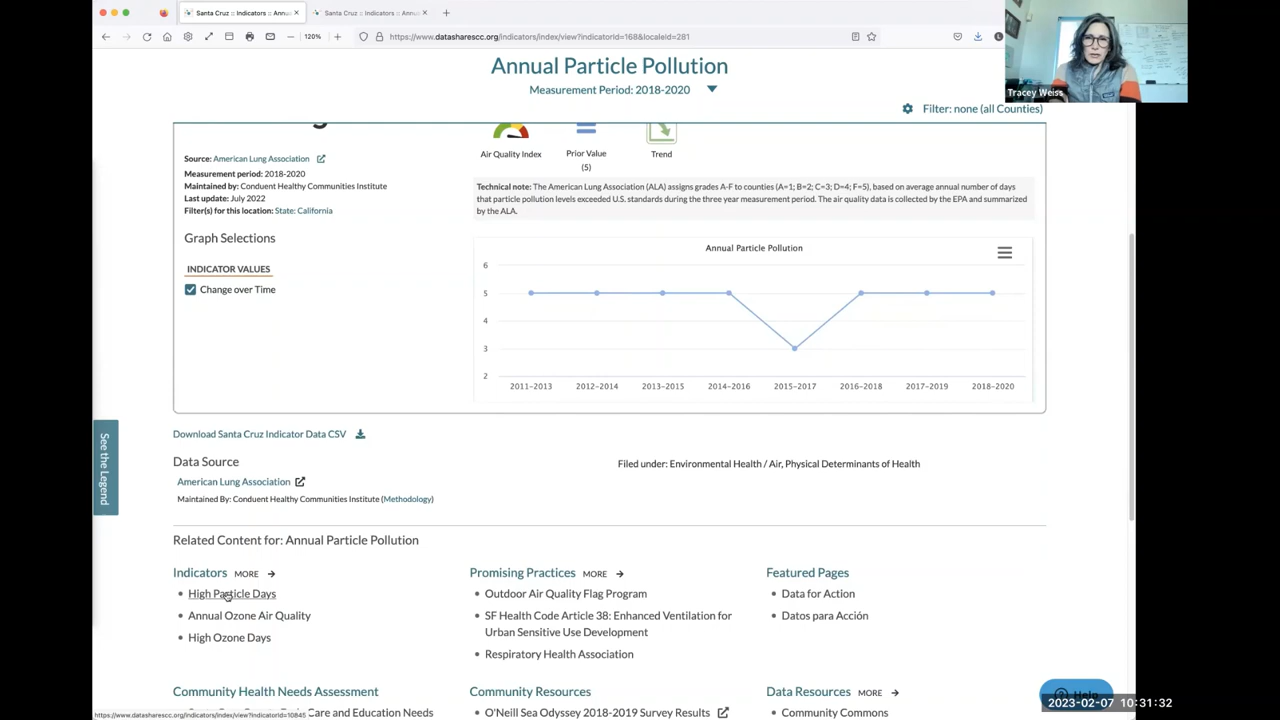 Santa Cruz :: Indicators :: Annu
Santa Cruz :: Indicators :: Annu
120%
https://www.datasharescc.org/indicators/index/view?indicatorId=168&localeId=281
Tracey Weiss
Annual Particle Pollution
Measurement Period: 2018-2020
Filter: none (all Counties)
Air Quality Index
Prior Value
(5)
Trend
Source: American Lung Association
Measurement period: 2018-2020
Maintained by: Conduent Healthy Communities Institute
Last update: July 2022
Filter(s) for this location: State: California
Technical note: The American Lung Association (ALA) assigns grades A-F to counties (A=1; B=2; C=3; D=4; F=5), based on average annual number of days
that particle pollution levels exceeded U.S. standards during the three year measurement period. The air quality data is collected by the EPA and summarized
by the ALA.
Graph Selections
INDICATOR VALUES
Change over Time
Annual Particle Pollution
6
5
4
3
2
2011-2013 2012-2014 2013-2015 2014-2016 2015-2017 2016-2018 2017-2019 2018-2020
See the Legend
Download Santa Cruz Indicator Data CSV
Data Source
American Lung Association
Maintained By: Conduent Healthy Communities Institute (Methodology)
Filed under: Environmental Health / Air, Physical Determinants of Health
Related Content for: Annual Particle Pollution
Indicators MORE
High Particle Days
Annual Ozone Air Quality
High Ozone Days
Promising Practices MORE
Outdoor Air Quality Flag Program
SF Health Code Article 38: Enhanced Ventilation for
Urban Sensitive Use Development
Respiratory Health Association
Featured Pages
Data for Action
Datos para Acción
Community Health Needs Assessment
Care and Education Needs
Community Resources
O'Neill Sea Odyssey 2018-2019 Survey Results
Data Resources MORE
Community Commons
Help
https://www.datasharescc.org/indicators/index/view?indicatorId=10845
2023-02-07 10:31:32